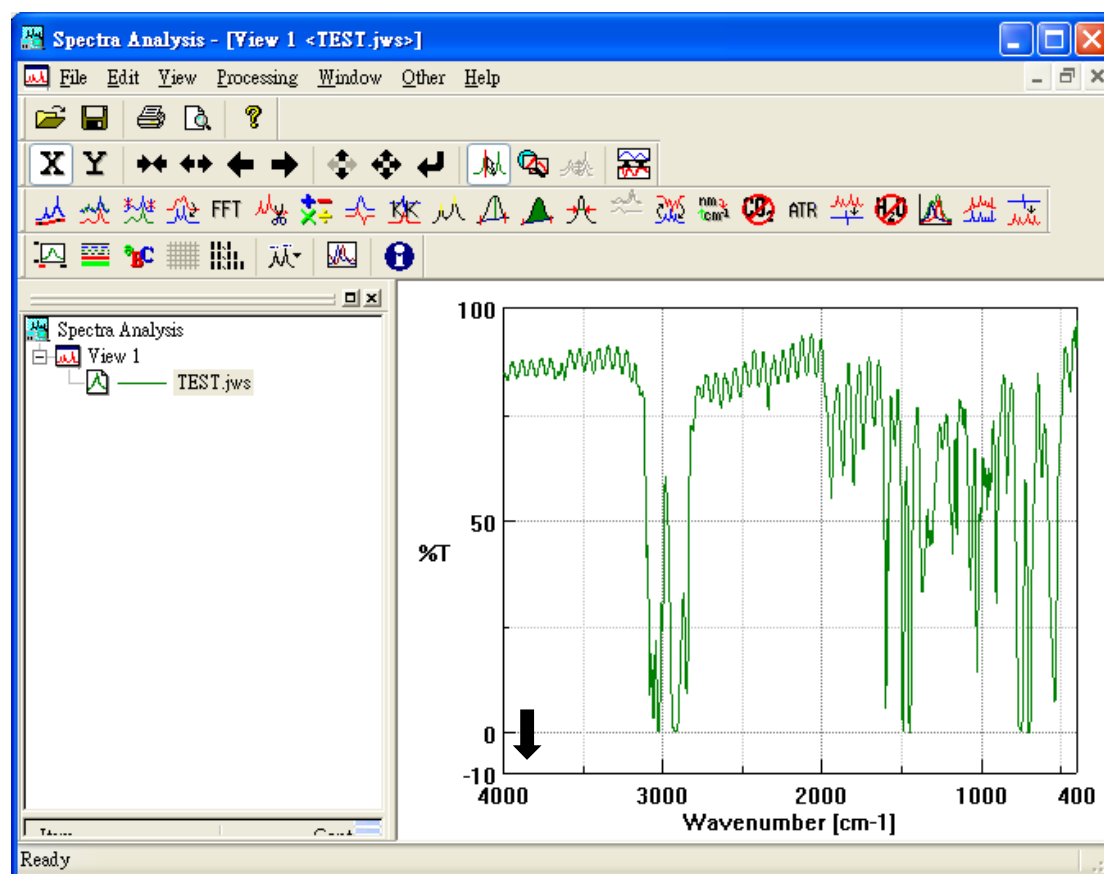 Spectra Analysis - [View 1 <TEST.jws>]
File Edit View Processing Window Other Help
X Y
FFT nm cm-1 CO2 ATR H2O
Spectra Analysis
View 1
TEST.jws
100
50
%T
0
-10
4000 3000 2000 1000 400
Wavenumber [cm-1]
Ready